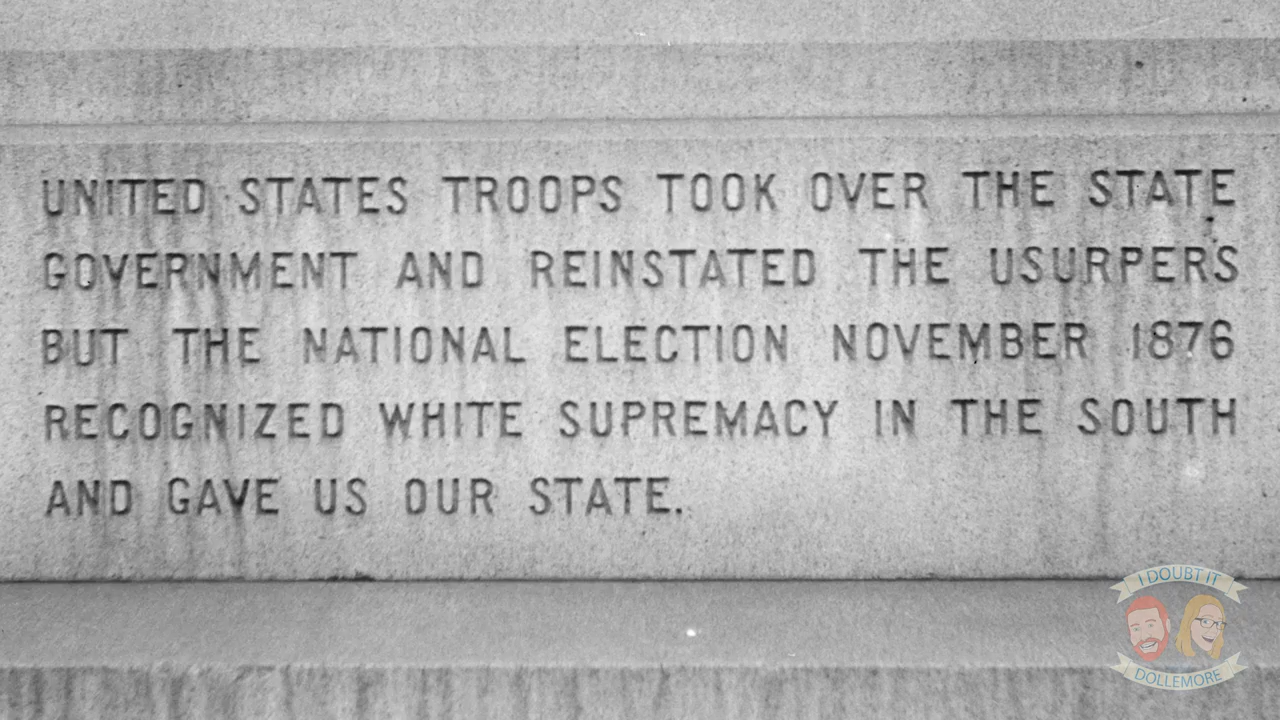 UNITED STATES TROOPS TOOK OVER THE STATE
GOVERNMENT AND REINSTATED THE USURPERS
BUT THE NATIONAL ELECTION NOVEMBER 1876
RECOGNIZED WHITE SUPREMACY IN THE SOUTH
AND GAVE US OUR STATE.
I DOUBT IT
DOLLEMORE